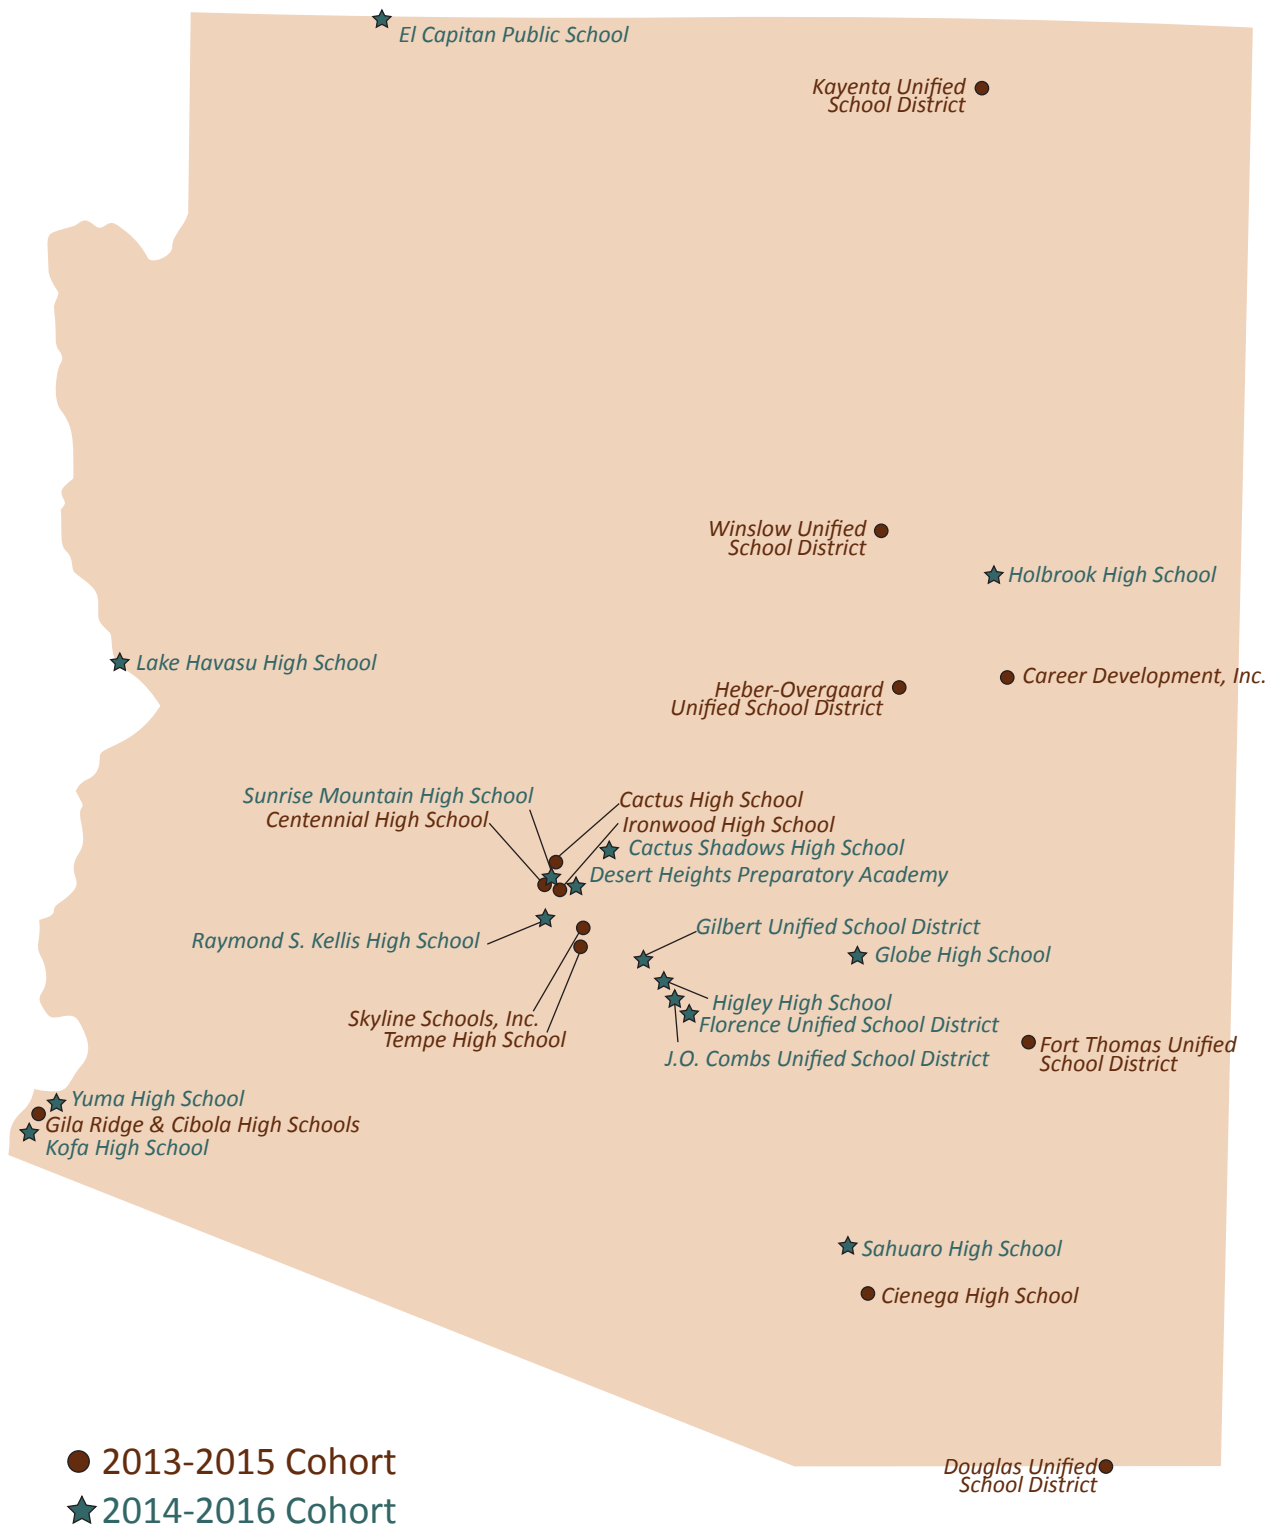 El Capitan Public School
Kayenta Unified
School District
Winslow Unified
School District
Holbrook High School
Lake Havasu High School
Career Development, Inc.
Heber-Overgaard
Unified School District
Sunrise Mountain High School
Cactus High School
Centennial High School
Ironwood High School
Cactus Shadows High School
Desert Heights Preparatory Academy
Gilbert Unified School District
Raymond S. Kellis High School
Globe High School
Higley High School
Skyline Schools, Inc.
Florence Unified School District
Tempe High School
J.O. Combs Unified School District
Fort Thomas Unified
School District
Yuma High School
Gila Ridge & Cibola High Schools
Kofa High School
Sahuaro High School
Cienega High School
Douglas Unified
School District
2013-2015 Cohort
2014-2016 Cohort